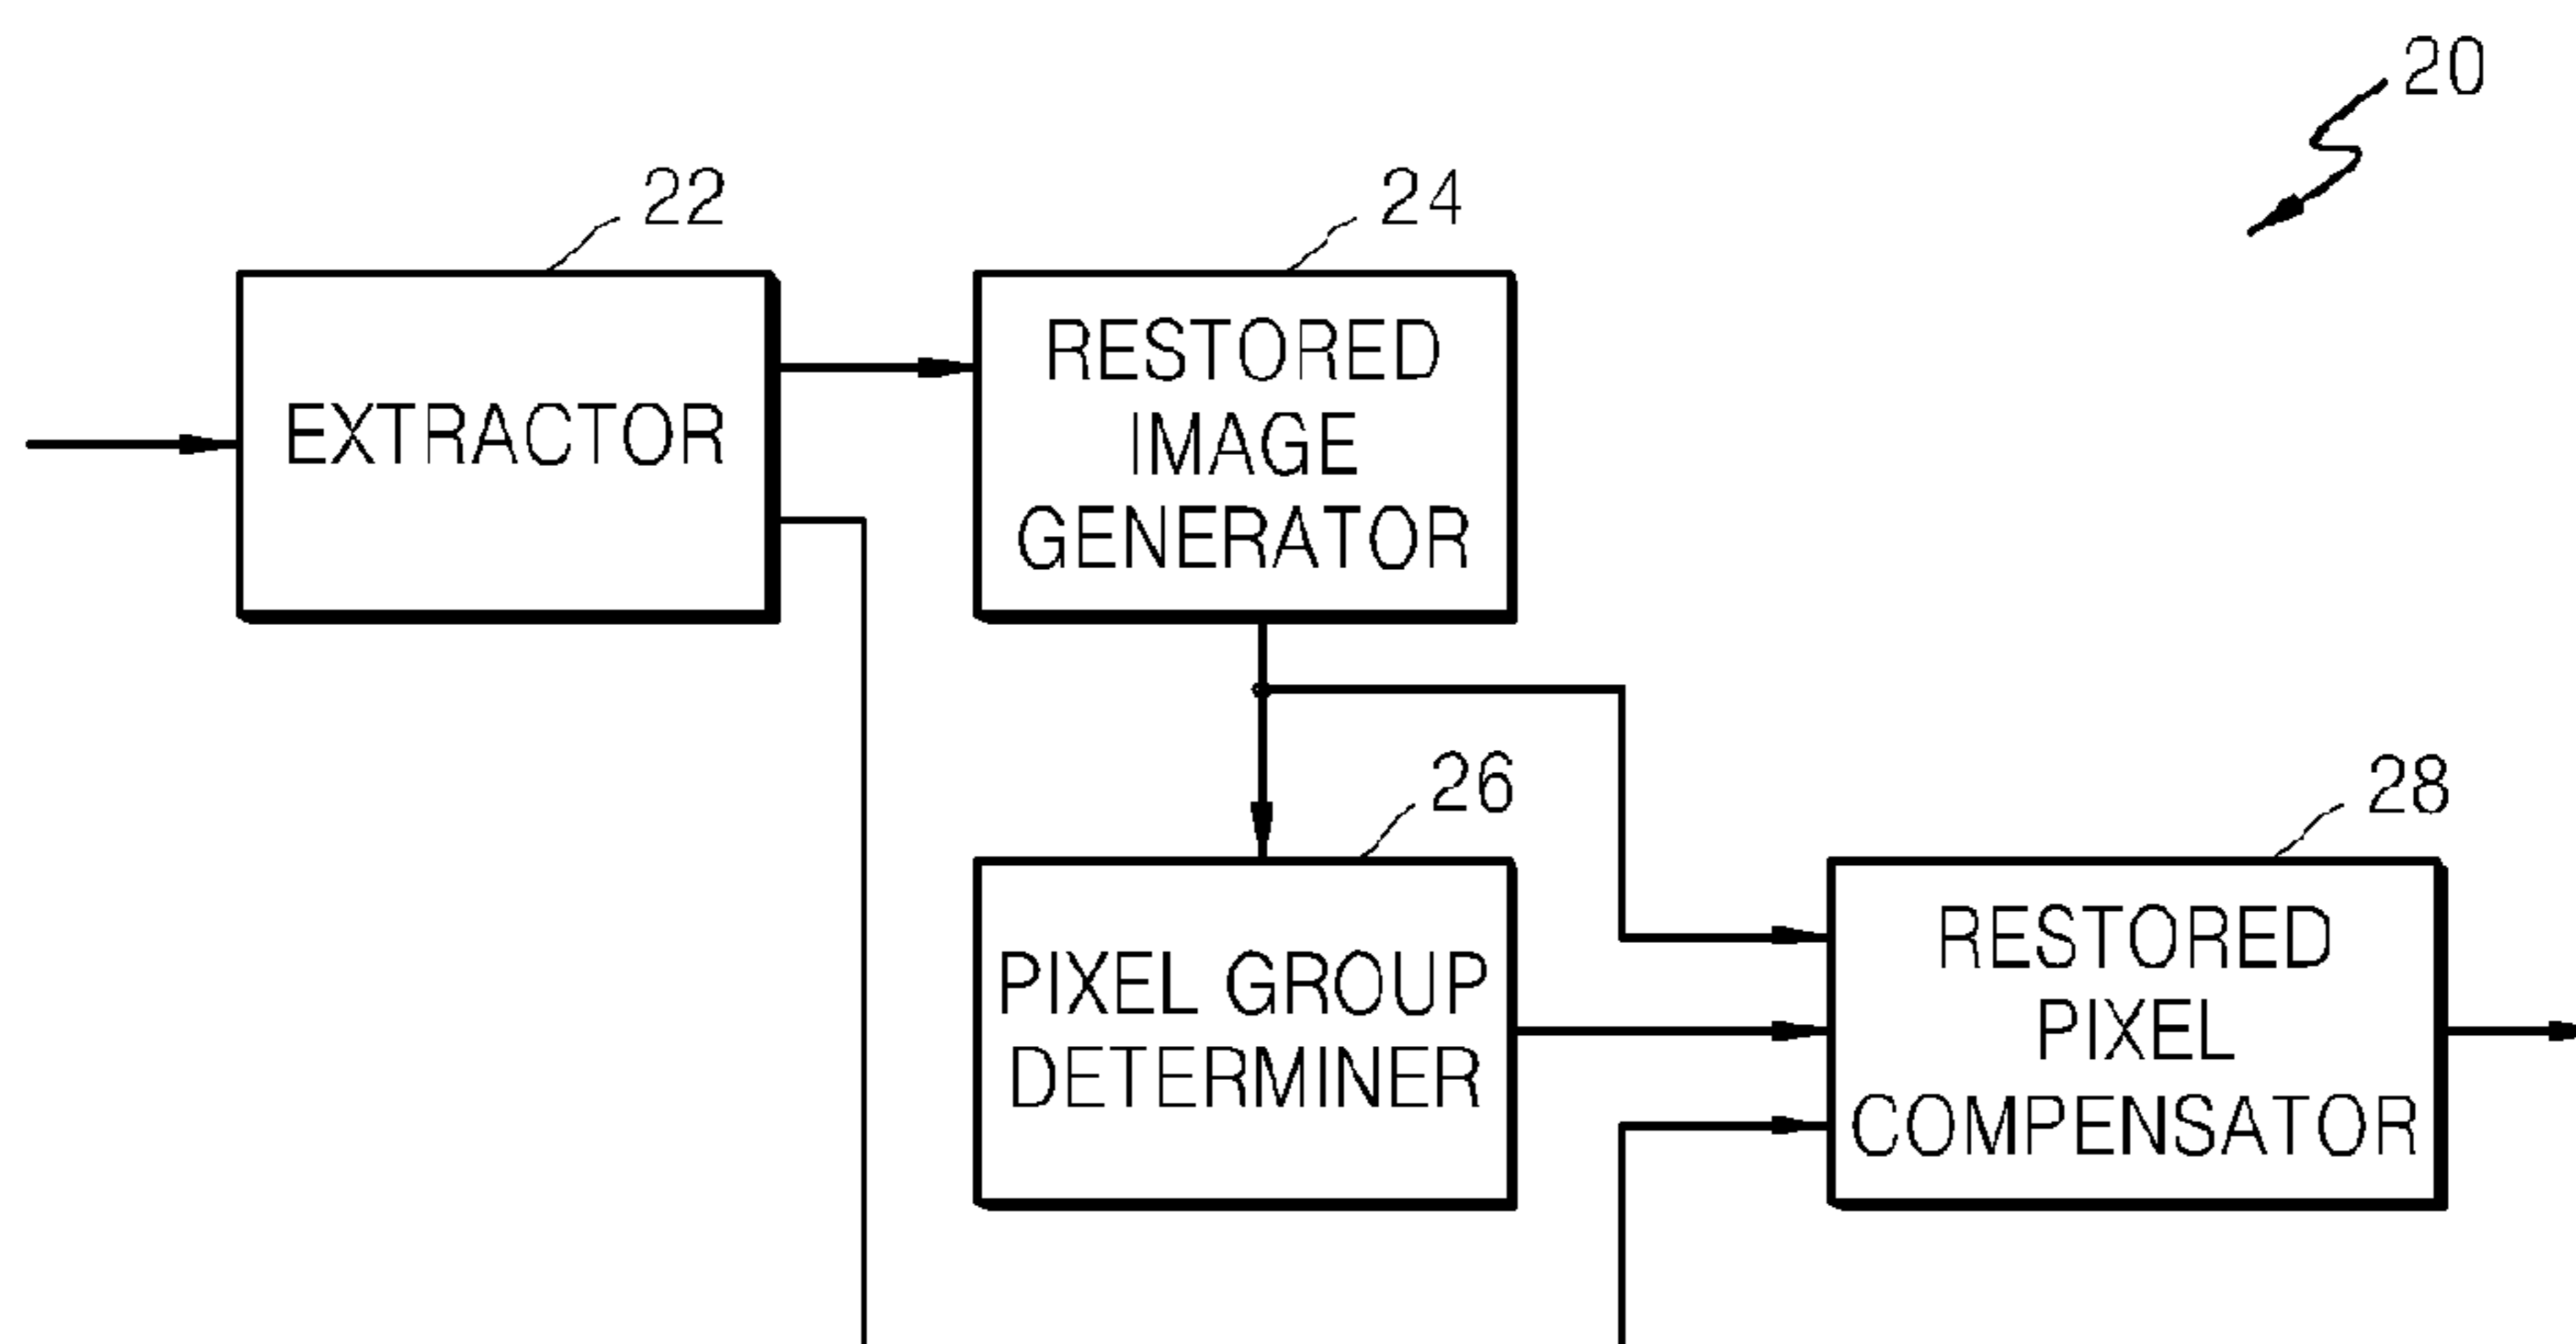 20
22
EXTRACTOR
24
RESTORED
IMAGE
GENERATOR
26
PIXEL GROUP
DETERMINER
28
RESTORED
PIXEL
COMPENSATOR